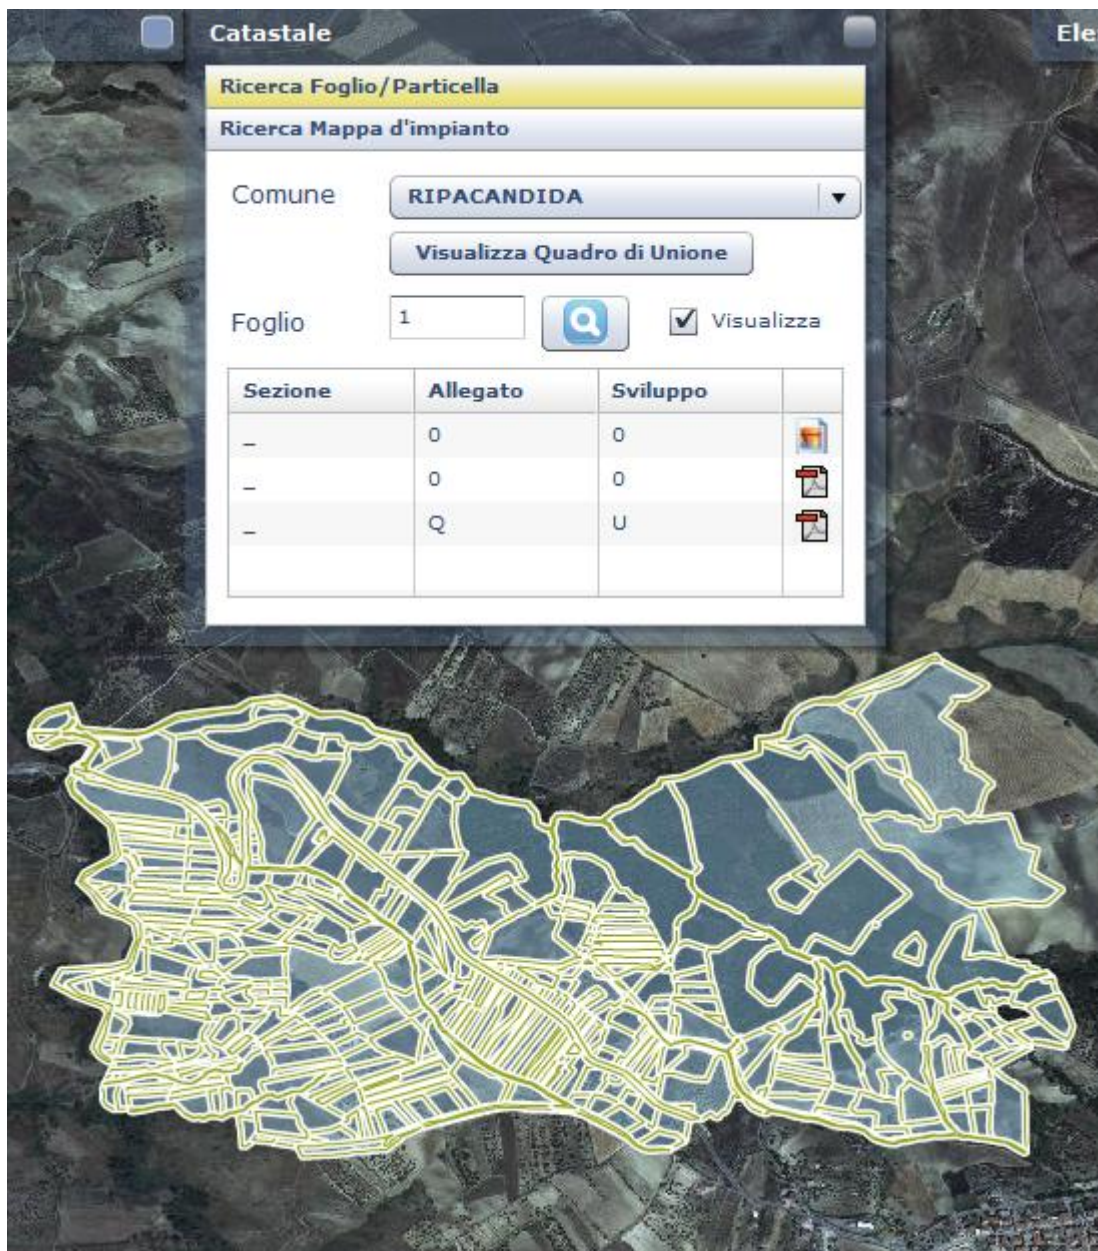 Catastale
Ele
Ricerca Foglio/Particella
Ricerca Mappa d'impianto
Comune RIPACANDIDA
Visualizza Quadro di Unione
Foglio 1 Visualizza
Sezione Allegato Sviluppo
_ 0 0
_ 0 0
_ Q U